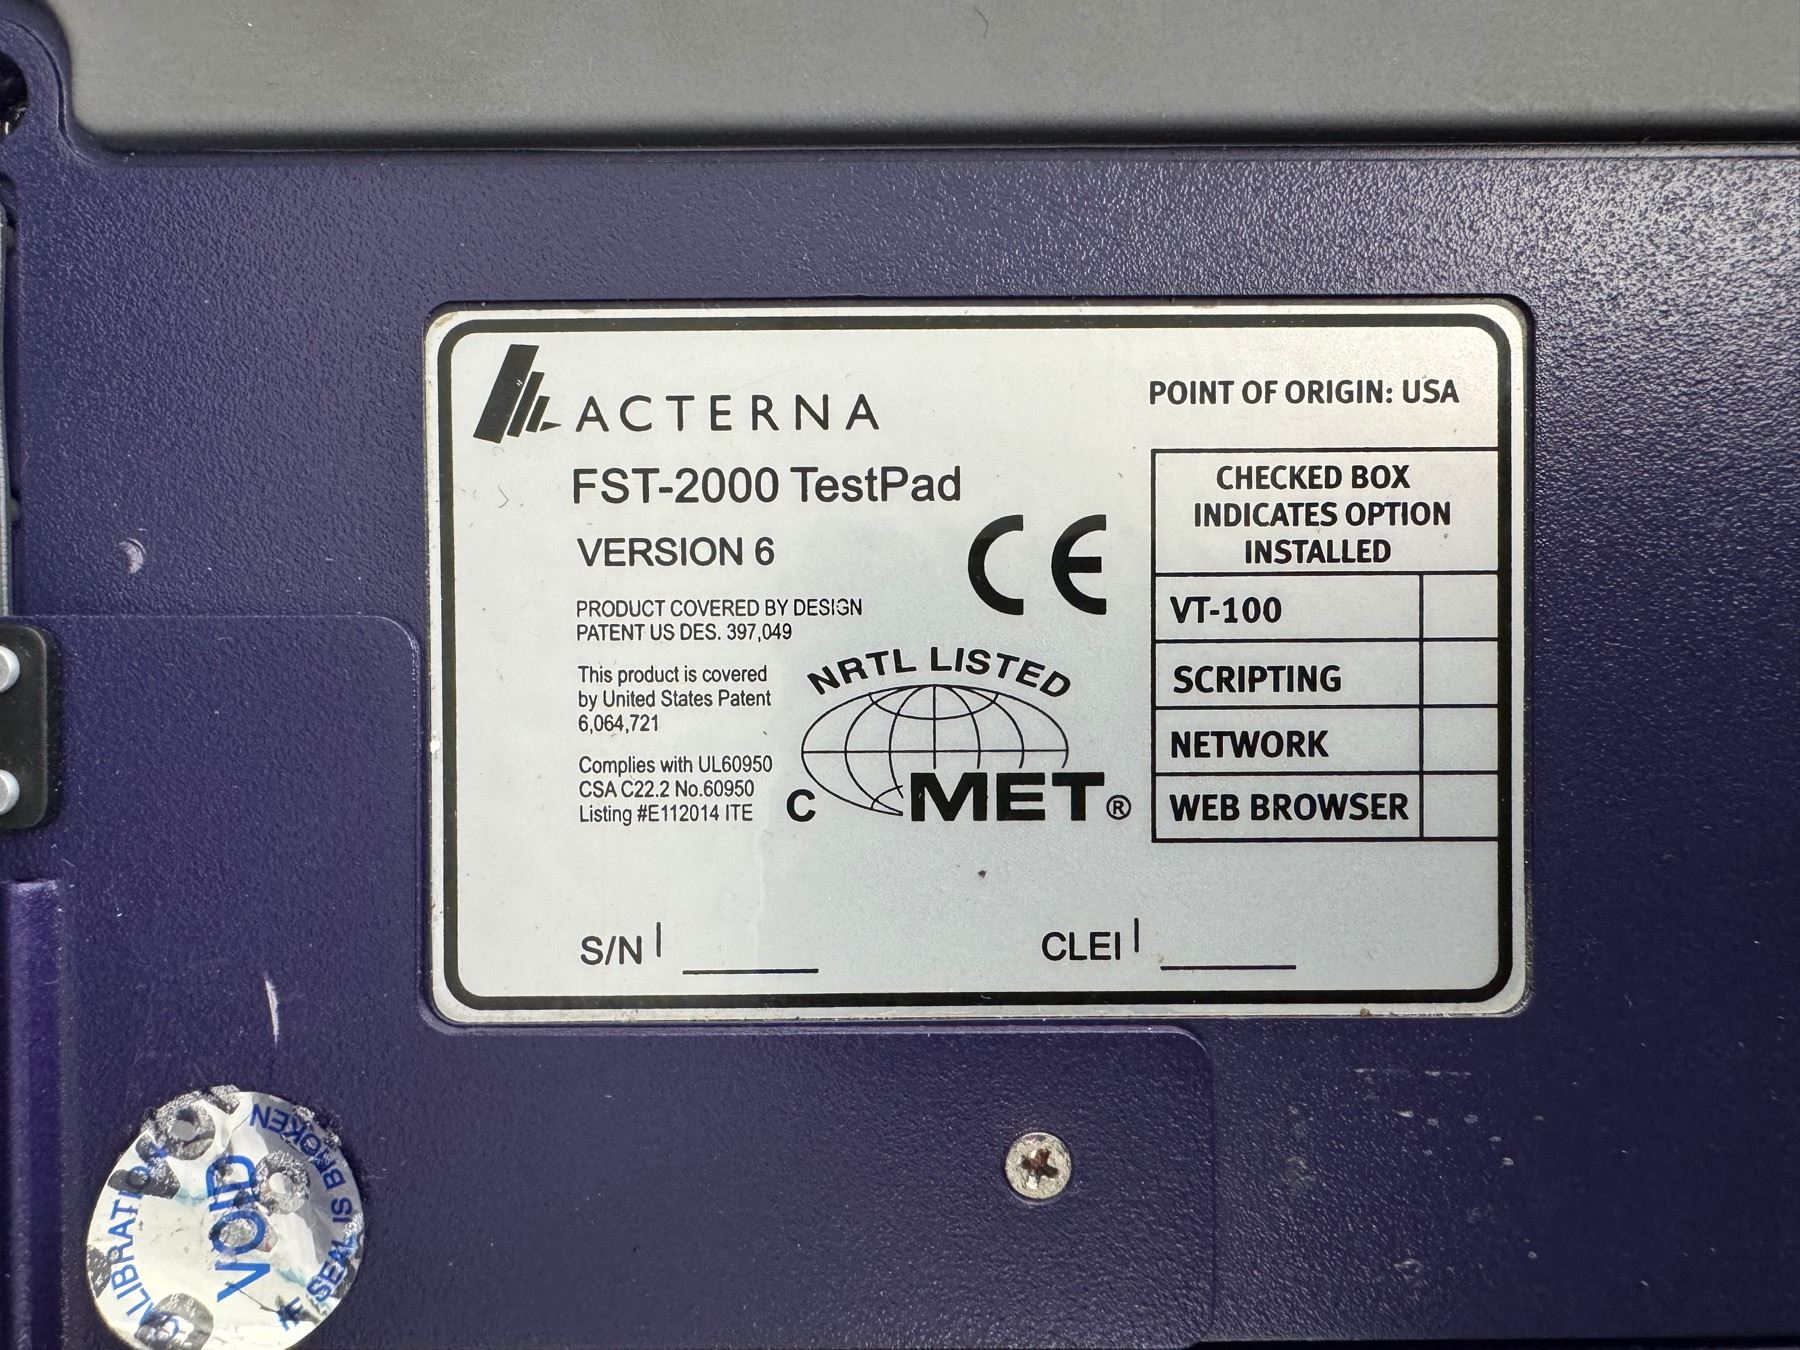 ACTERNA
FST-2000 TestPad
VERSION 6
PRODUCT COVERED BY DESIGN
PATENT US DES. 397,049
This product is covered
by United States Patent
6,064,721
Complies with UL60950
CSA C22.2 No.60950
Listing #E112014 ITE
CE
NRTL LISTED
C MET®
POINT OF ORIGIN: USA
CHECKED BOX
INDICATES OPTION
INSTALLED
VT-100
SCRIPTING
NETWORK
WEB BROWSER
S/N
CLEI
CALIBRATION
VOID
IF SEAL IS BROKEN